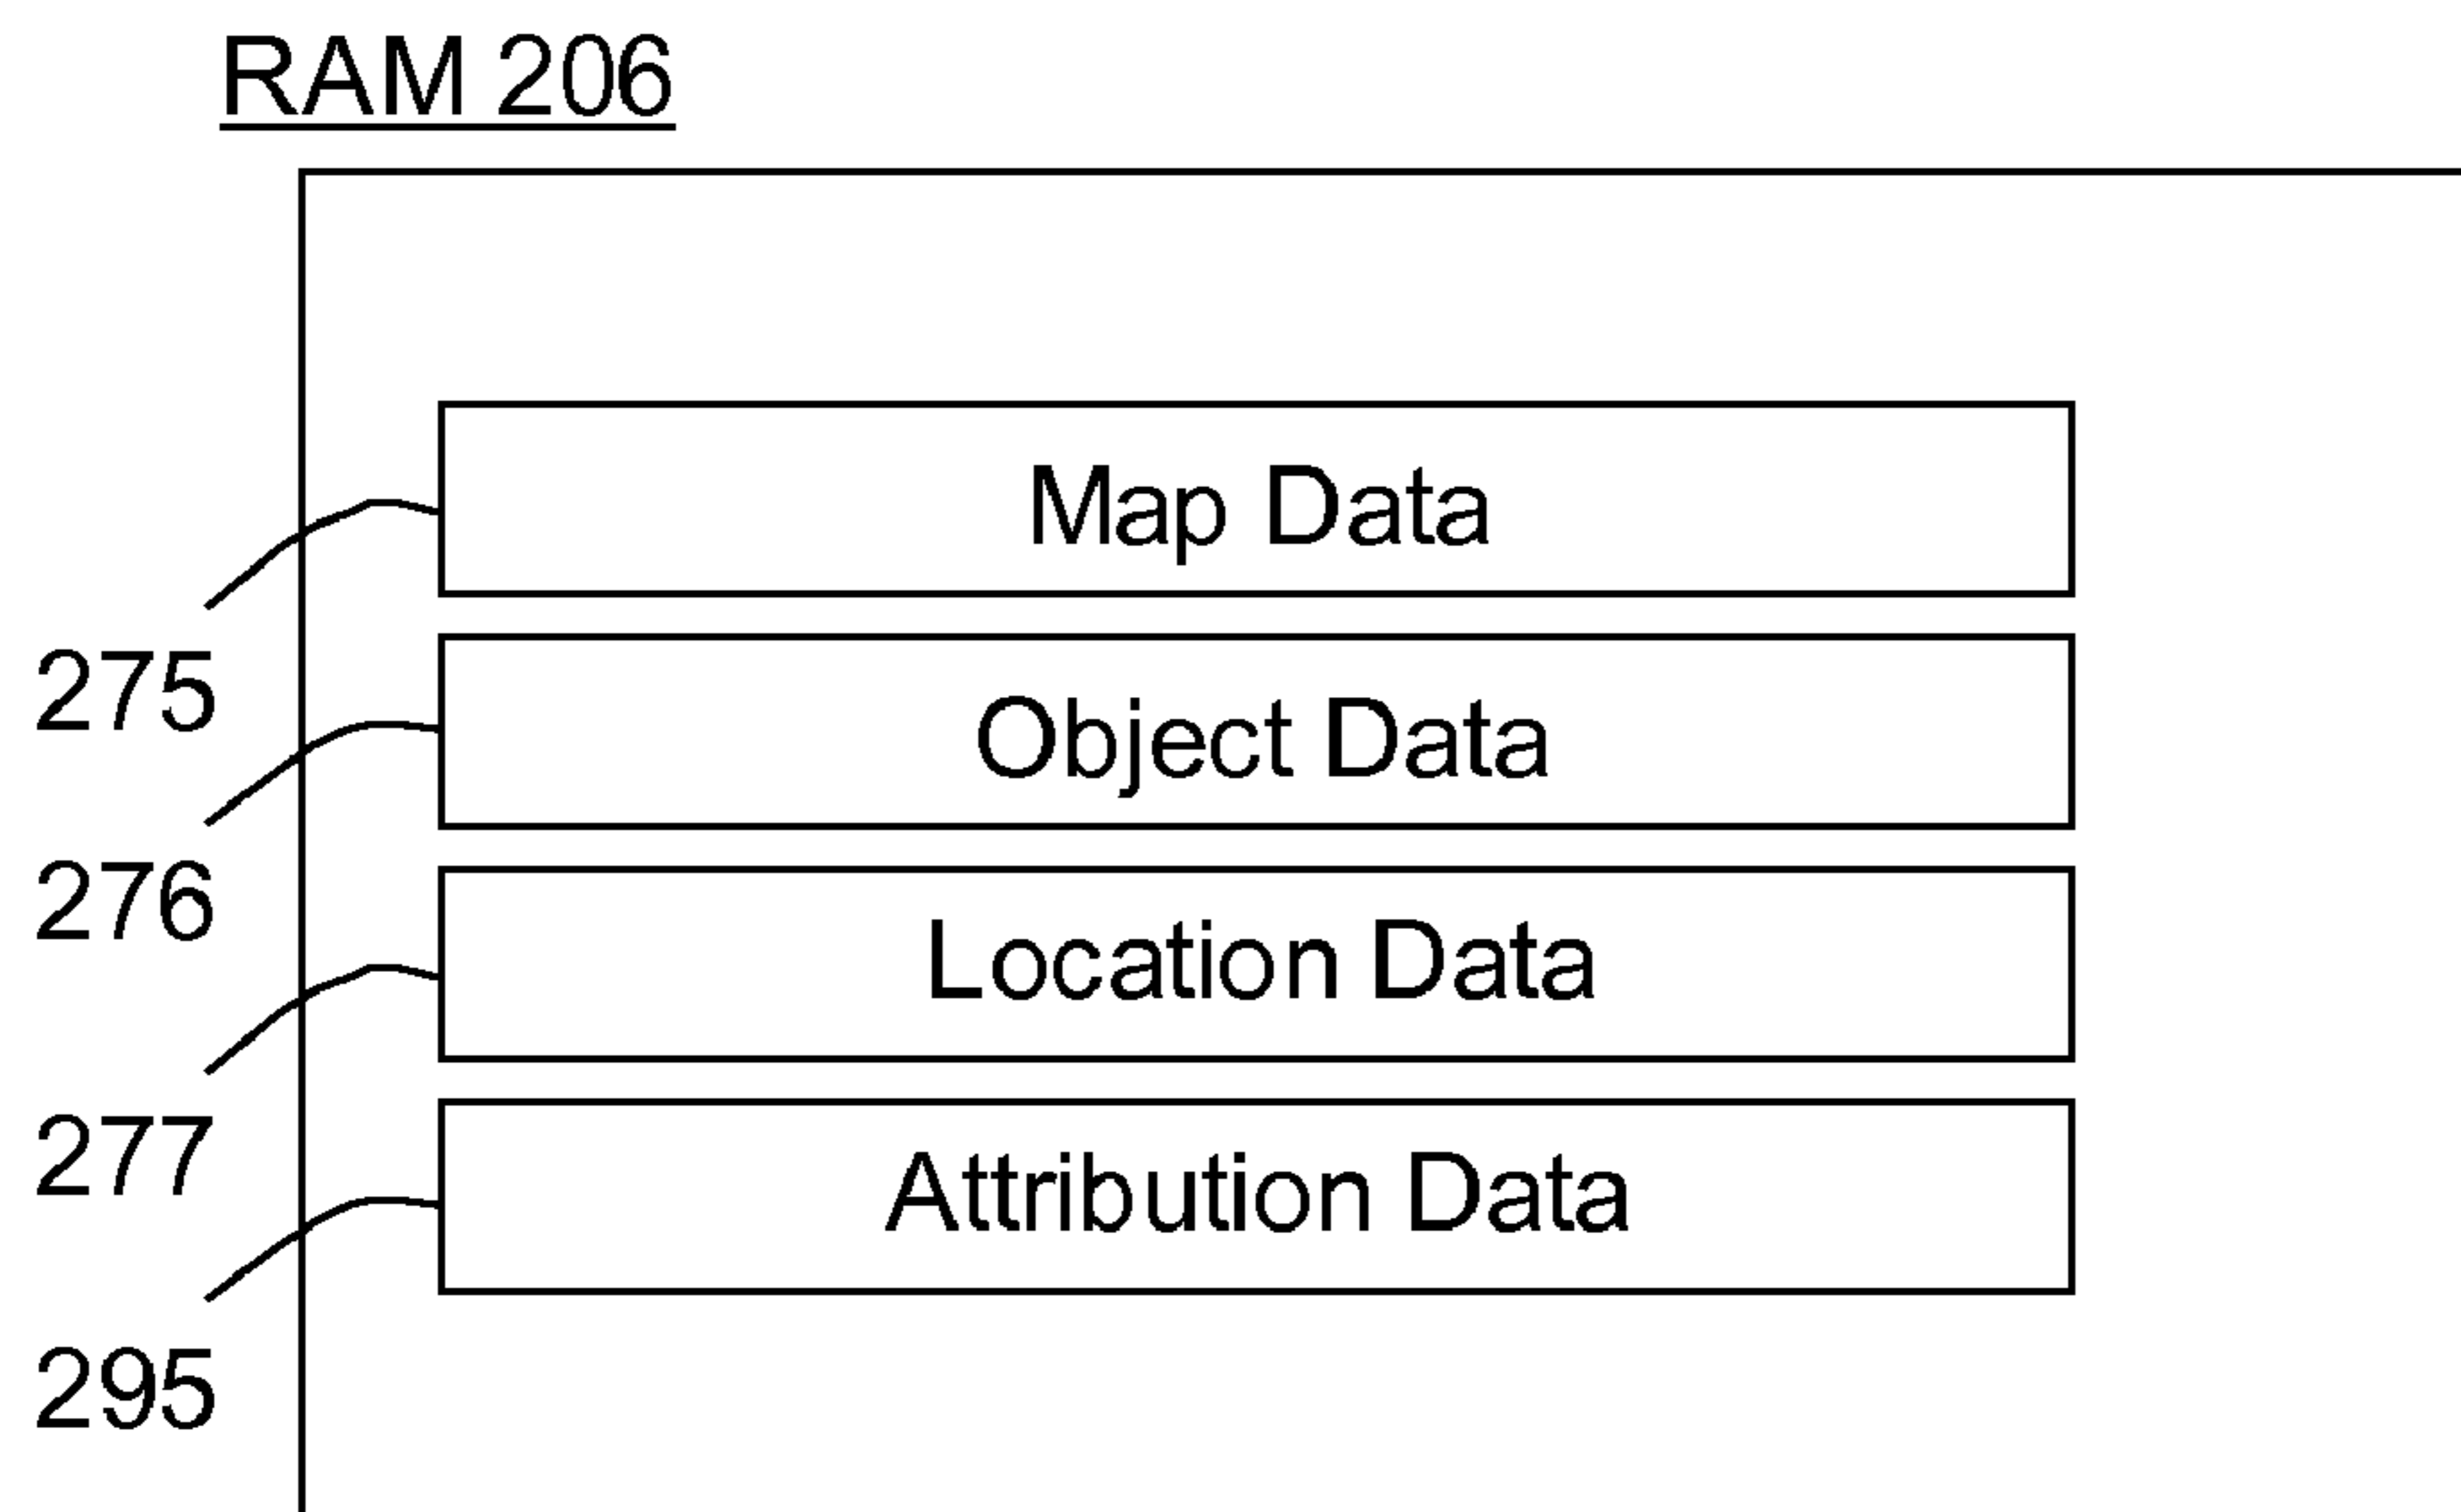 RAM 206
Map Data
275
Object Data
276
Location Data
277
Attribution Data
295